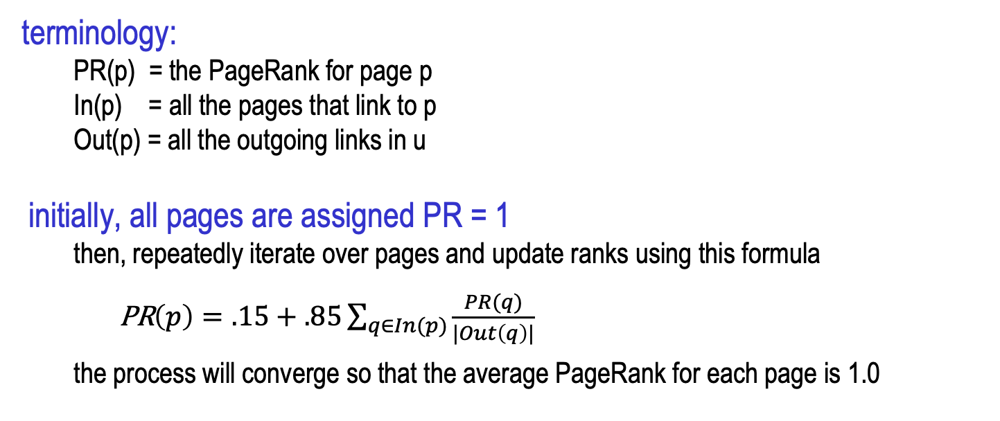 terminology:
PR(p) = the PageRank for page p
In(p) = all the pages that link to p
Out(p) = all the outgoing links in u
initially, all pages are assigned PR = 1
then, repeatedly iterate over pages and update ranks using this formula
PR(p) = .15 + .85 ∑_{q∈In(p)} PR(q) / |Out(q)|
the process will converge so that the average PageRank for each page is 1.0